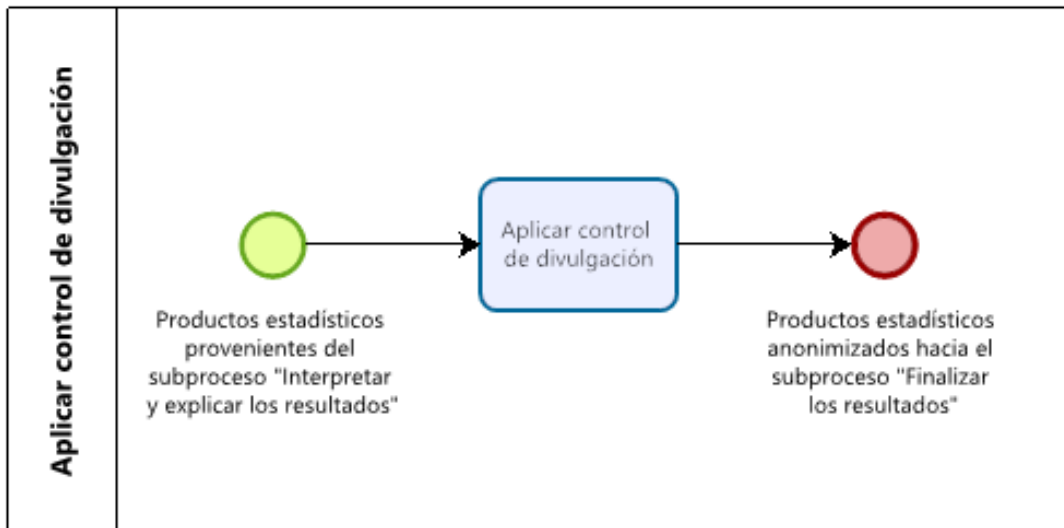 Aplicar control de divulgación
Aplicar control
de divulgación
Productos estadísticos
provenientes del
subproceso "Interpretar
y explicar los resultados"
Productos estadísticos
anonimizados hacia el
subproceso "Finalizar
los resultados"